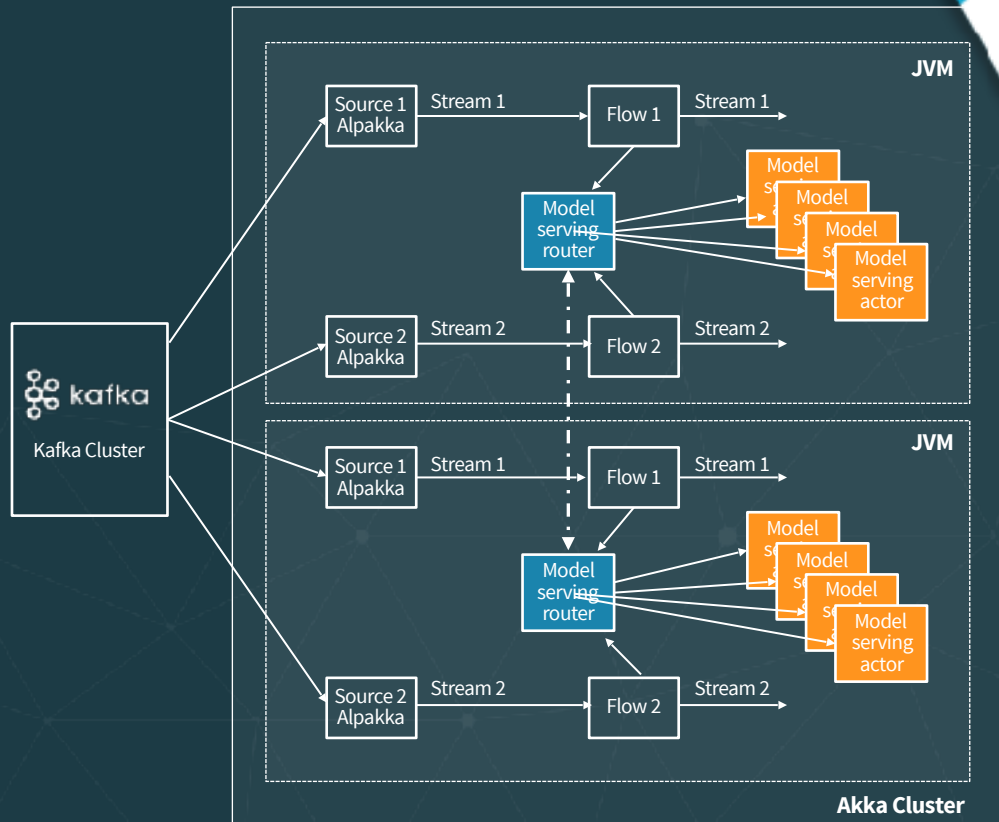 JVM
Source 1
Alpakka
Stream 1
Flow 1
Stream 1
Model
serving
router
Model
Model
Model
Model
serving
actor
Source 2
Alpakka
Stream 2
Flow 2
Stream 2
kafka
Kafka Cluster
JVM
Source 1
Alpakka
Stream 1
Flow 1
Stream 1
Model
serving
router
Model
Model
Model
Model
serving
actor
Source 2
Alpakka
Stream 2
Flow 2
Stream 2
Akka Cluster